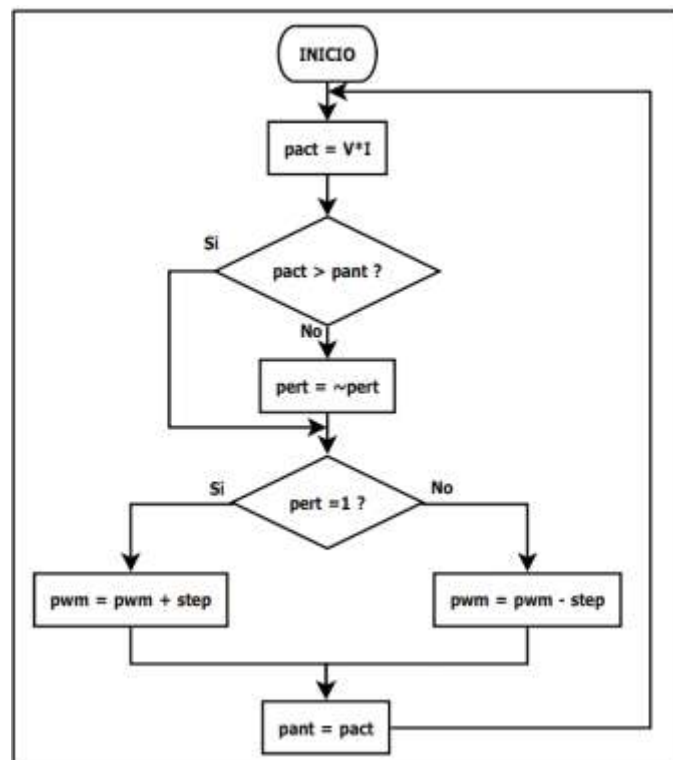 INICIO
pact = V*I
Si
pact > pant ?
No
pert = ~pert
Si
pert =1 ?
No
pwm = pwm + step
pwm = pwm - step
pant = pact